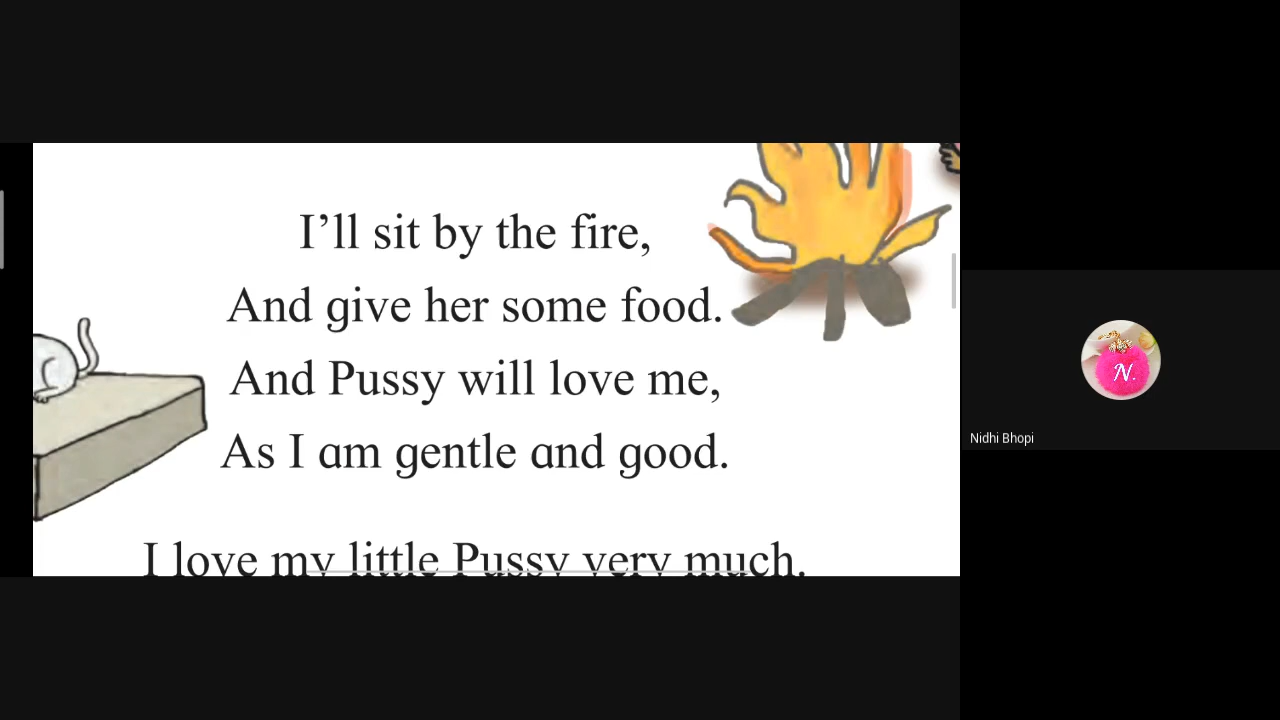 I'll sit by the fire,
And give her some food.
And Pussy will love me,
As I am gentle and good.
I love my little Pussy very much.
N.
Nidhi Bhopi